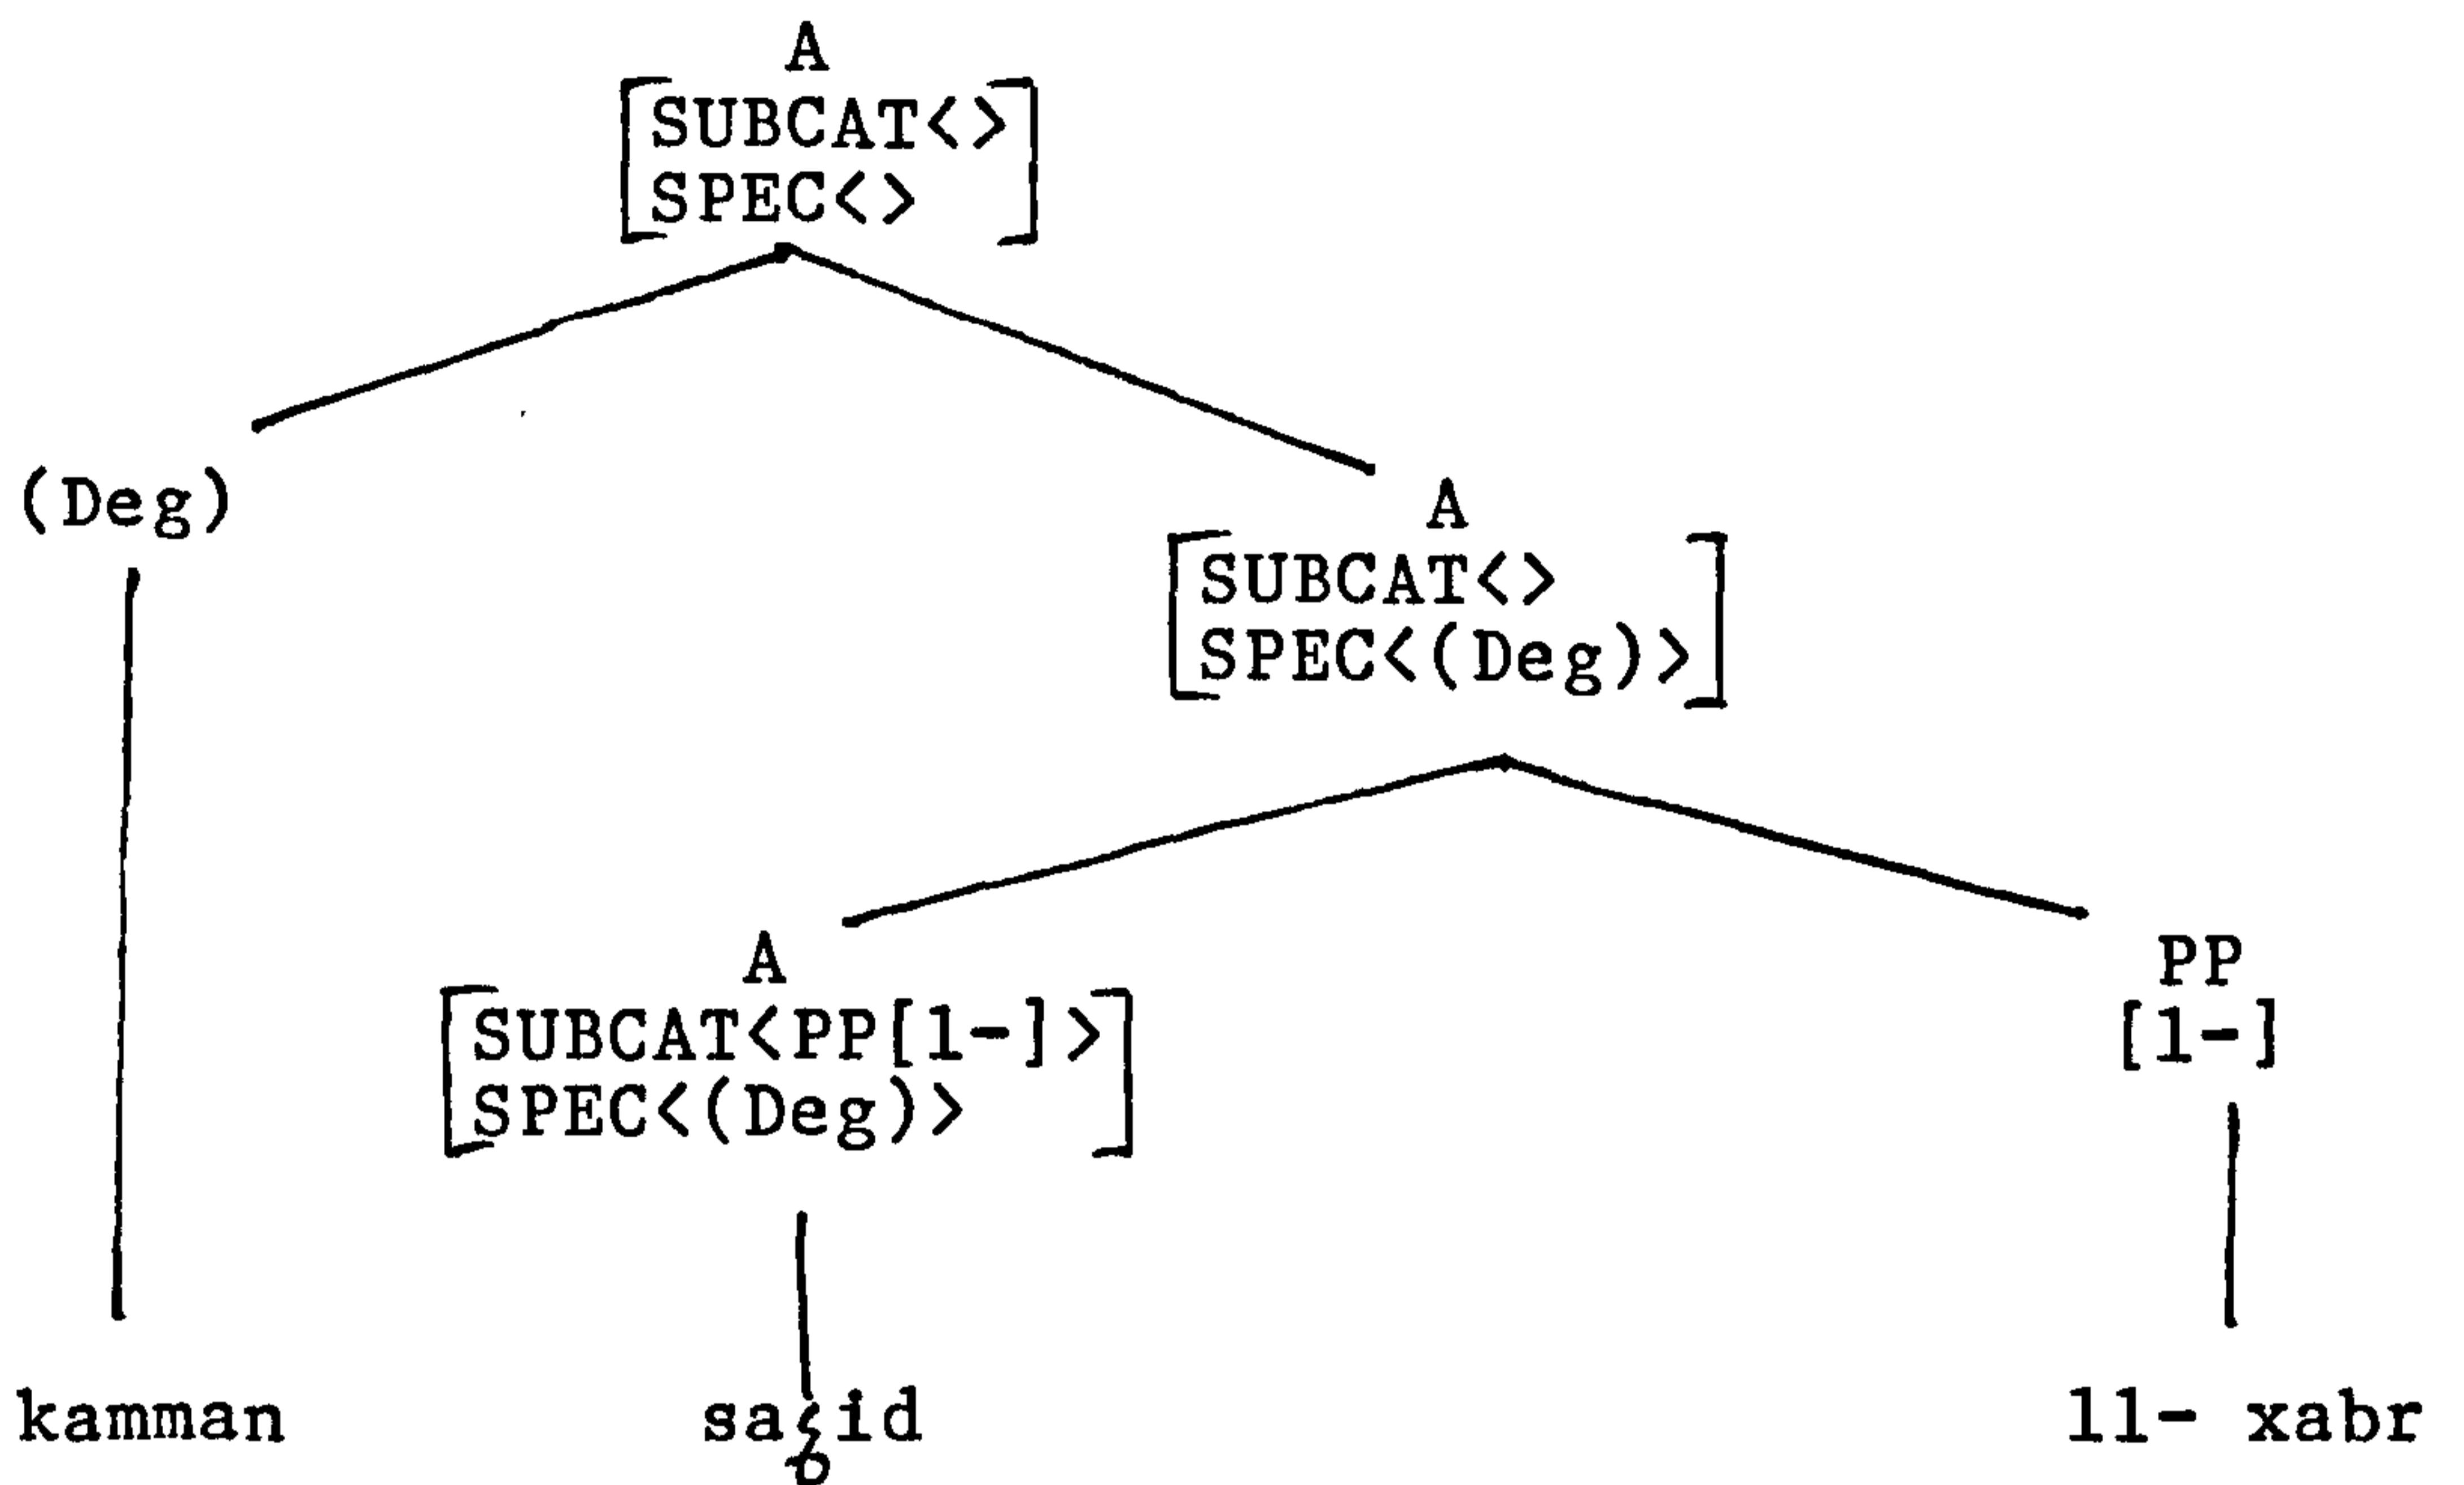 A
SUBCAT<>
SPEC<>
(Deg)
A
SUBCAT<>
SPEC<(Deg)>
A
SUBCAT<PP[l-]>
SPEC<(Deg)>
PP
[l-]
kamman saʕid ll- xabr